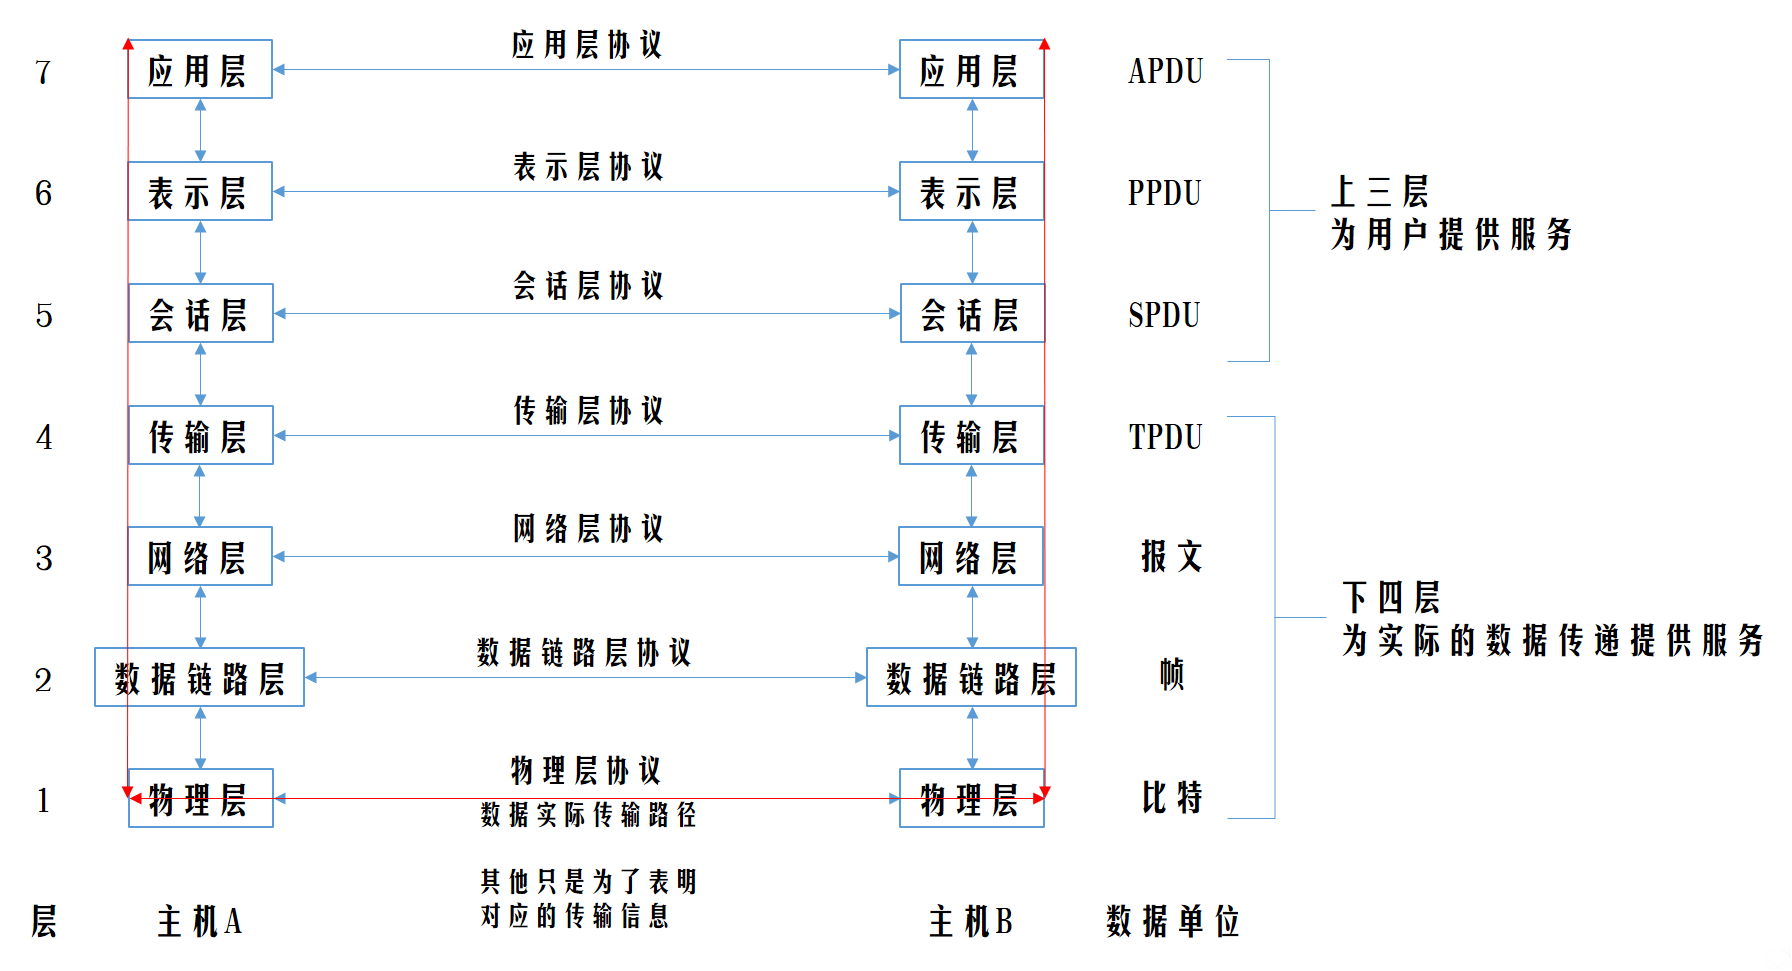 7
应用层
应用层协议
应用层
APDU
6
表示层
表示层协议
表示层
PPDU
上三层
为用户提供服务
5
会话层
会话层协议
会话层
SPDU
4
传输层
传输层协议
传输层
TPDU
3
网络层
网络层协议
网络层
报文
下四层
为实际的数据传递提供服务
2
数据链路层
数据链路层协议
数据链路层
帧
1
物理层
物理层协议
数据实际传输路径
物理层
比特
其他只是为了表明
对应的传输信息
层
主机A
主机B
数据单位